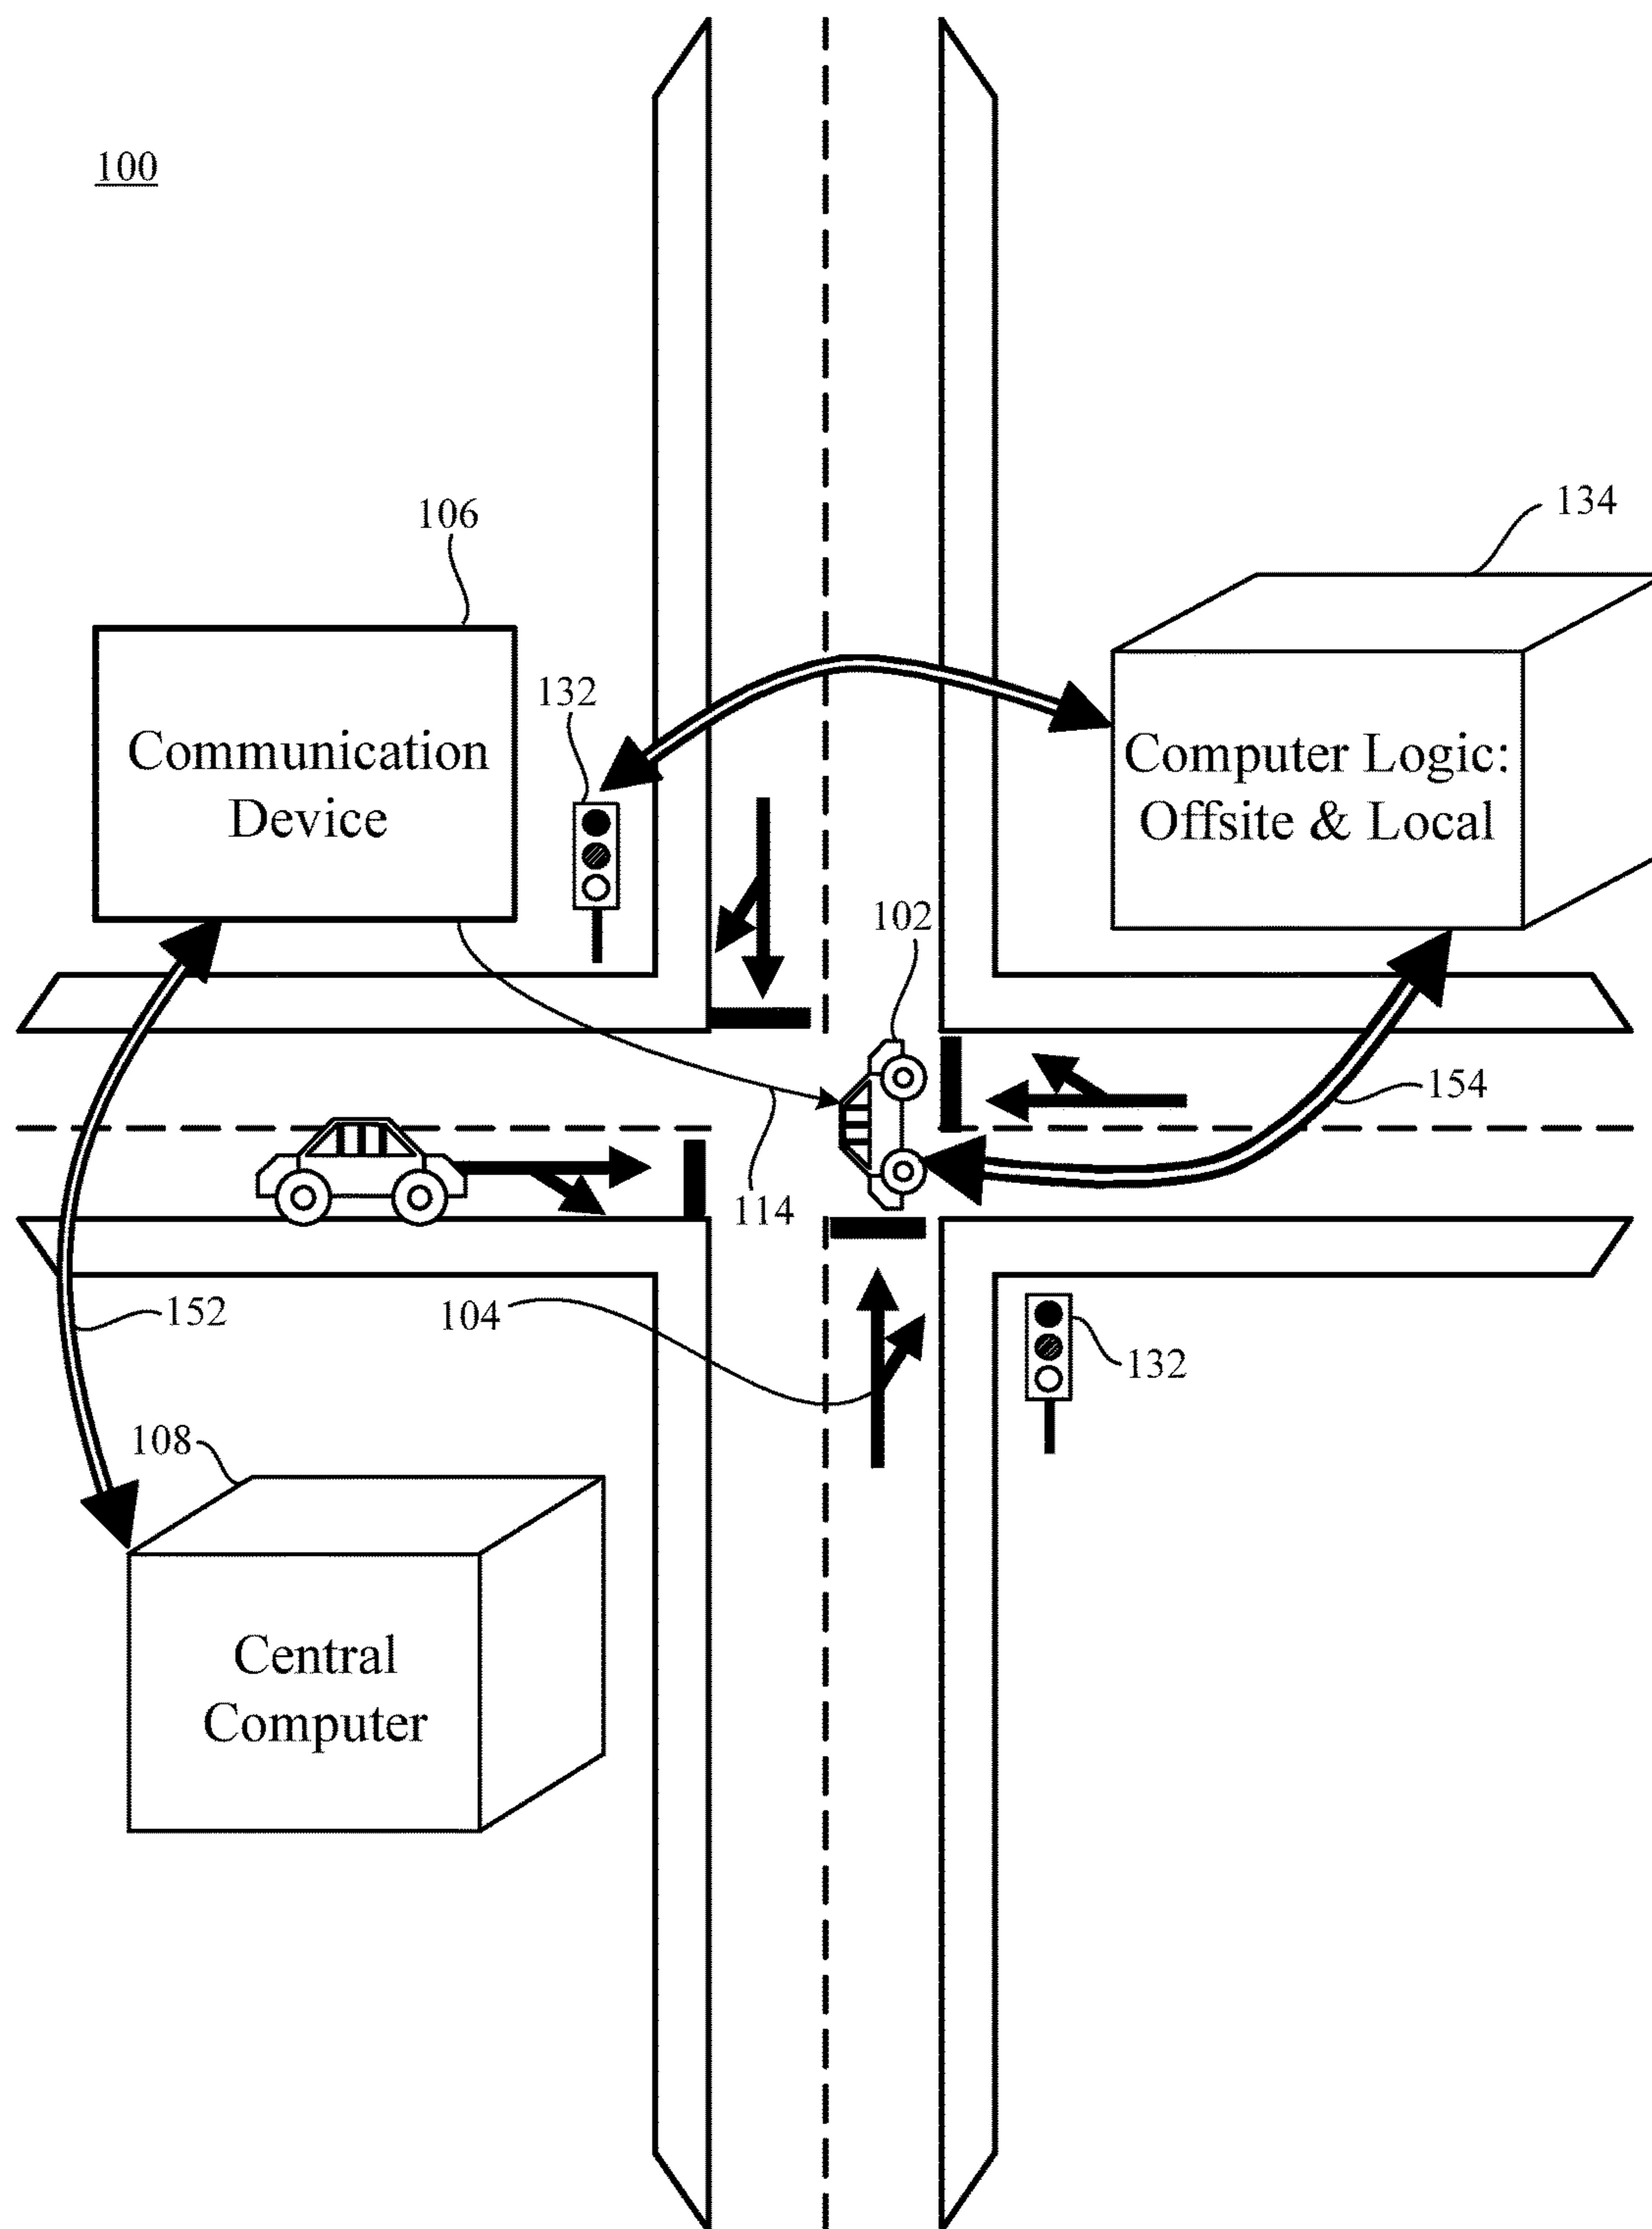 100
106
134
132
Communication
Device
Computer Logic:
Offsite & Local
102
154
114
152
104
132
108
Central
Computer